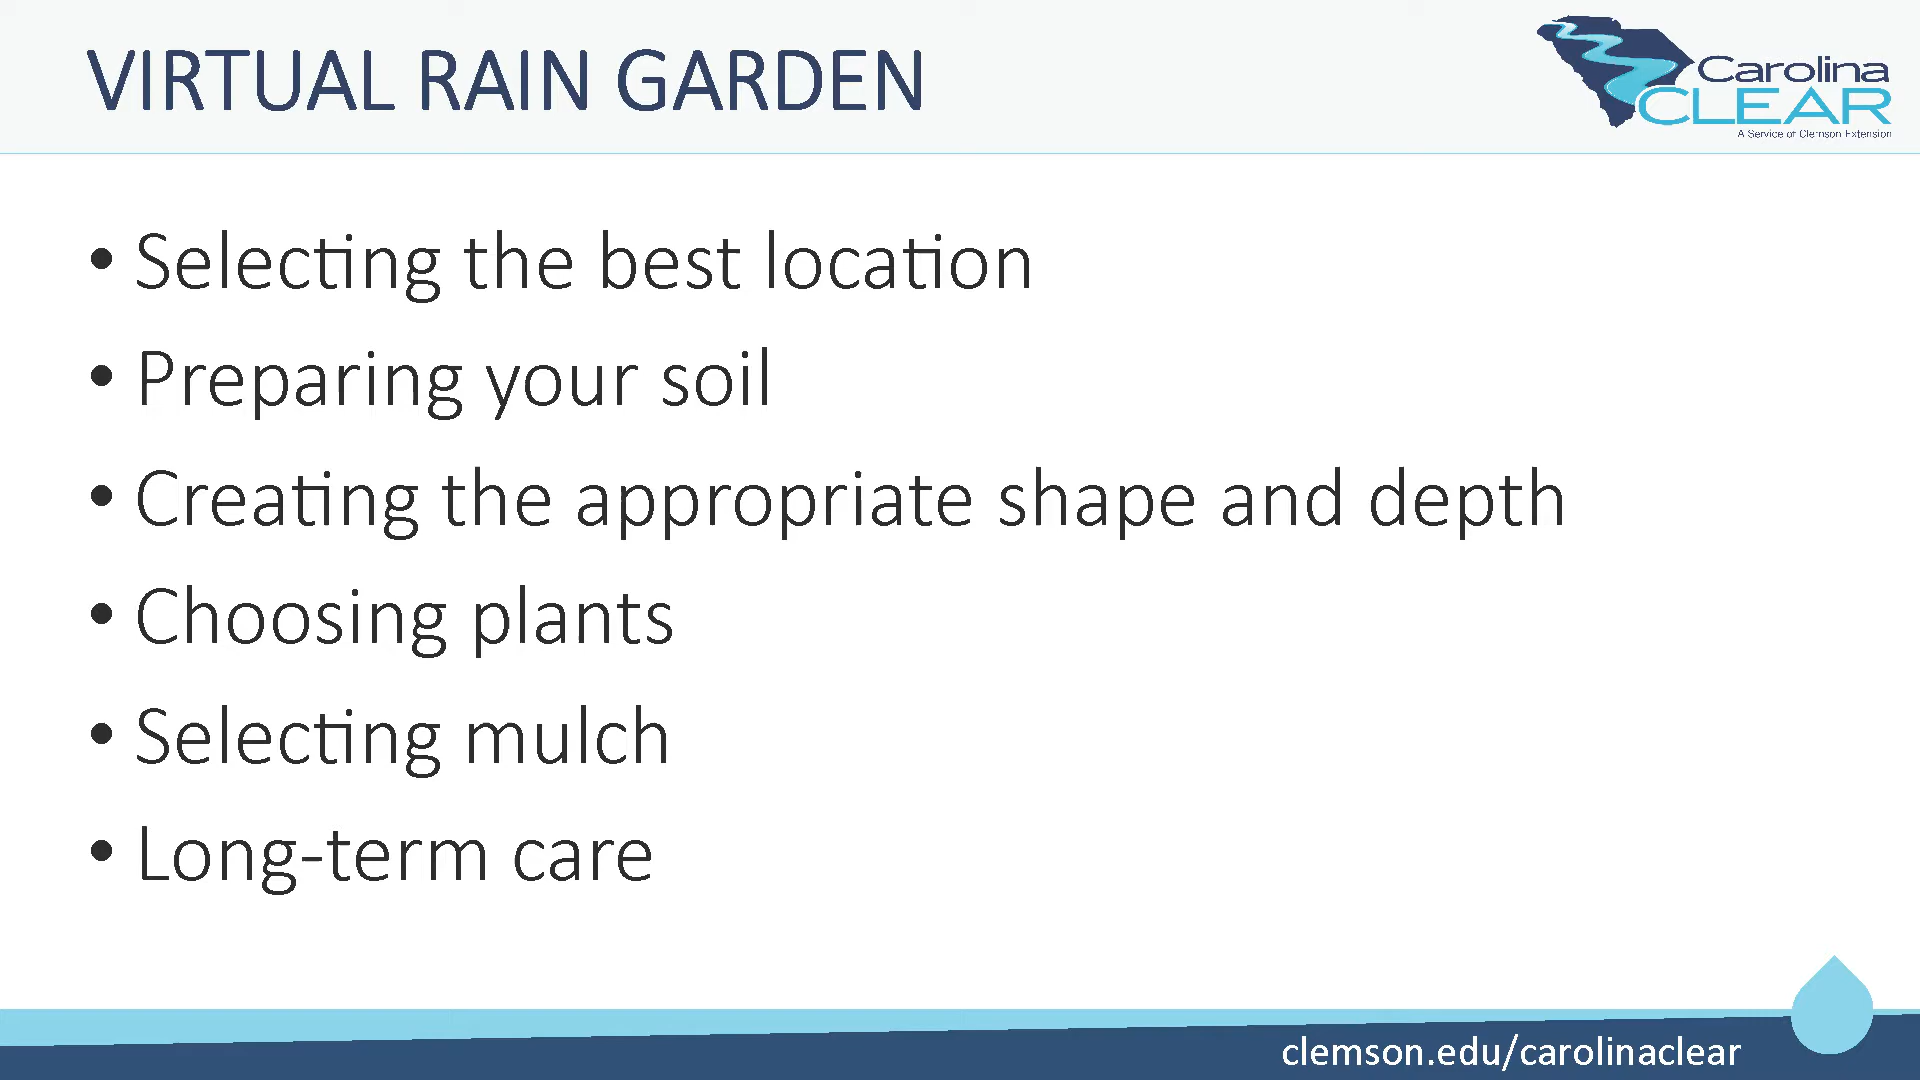 VIRTUAL RAIN GARDEN
Carolina
CLEAR
A Service of Clemson Extension
• Selecting the best location
• Preparing your soil
• Creating the appropriate shape and depth
• Choosing plants
• Selecting mulch
• Long-term care
clemson.edu/carolinaclear